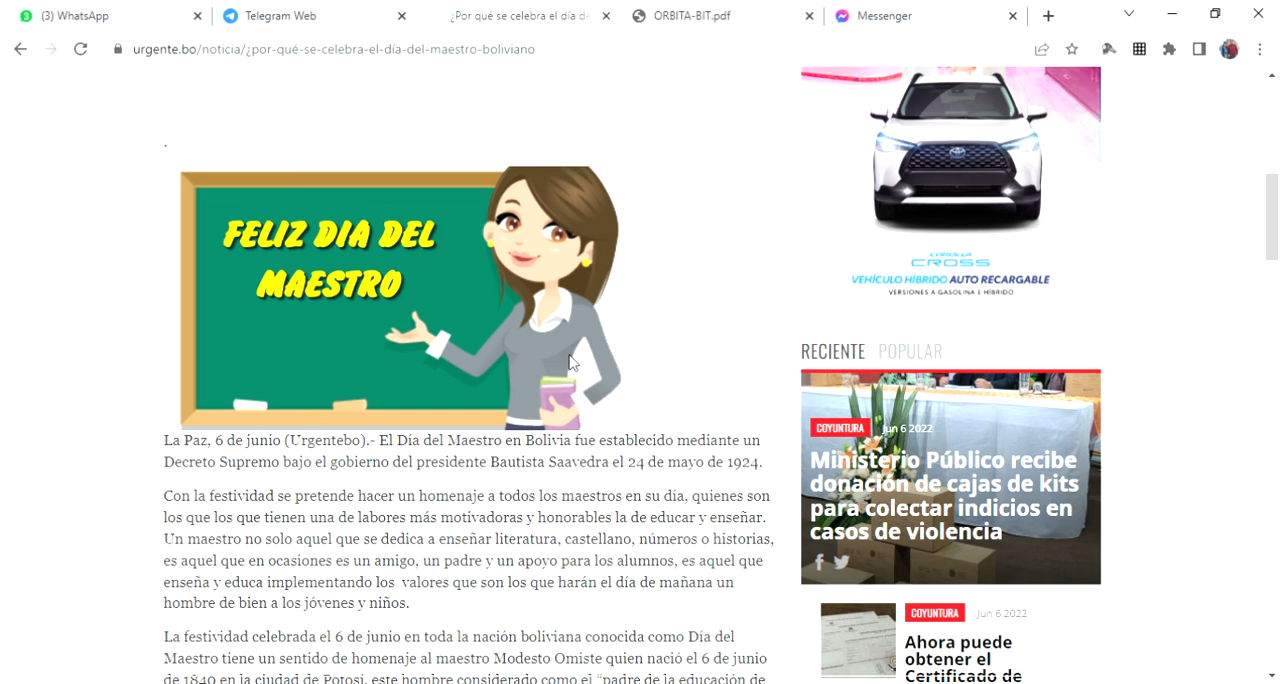 (3) WhatsApp
Telegram Web
¿Por qué se celebra el día de
ORBITA-BIT.pdf
Messenger
urgente.bo/noticia/¿por-qué-se-celebra-el-día-del-maestro-boliviano
.
FELIZ DIA DEL
MAESTRO
La Paz, 6 de junio (Urgentebo).- El Día del Maestro en Bolivia fue establecido mediante un
Decreto Supremo bajo el gobierno del presidente Bautista Saavedra el 24 de mayo de 1924.
Con la festividad se pretende hacer un homenaje a todos los maestros en su día, quienes son
los que los que tienen una de labores más motivadoras y honorables la de educar y enseñar.
Un maestro no solo aquel que se dedica a enseñar literatura, castellano, números o historias,
es aquel que en ocasiones es un amigo, un padre y un apoyo para los alumnos, es aquel que
enseña y educa implementando los valores que son los que harán el día de mañana un
hombre de bien a los jóvenes y niños.
La festividad celebrada el 6 de junio en toda la nación boliviana conocida como Día del
Maestro tiene un sentido de homenaje al maestro Modesto Omiste quien nació el 6 de junio
de 1840 en la ciudad de Potosí, este hombre considerado como el "padre de la educación de
COROLLA
CROSS
VEHÍCULO HÍBRIDO AUTO RECARGABLE
VERSIONES A GASOLINA E HÍBRIDO
RECIENTE POPULAR
COYUNTURA Jun 6 2022
Ministerio Público recibe
donación de cajas de kits
para colectar indicios en
casos de violencia
COYUNTURA Jun 6 2022
Ahora puede
obtener el
Certificado de